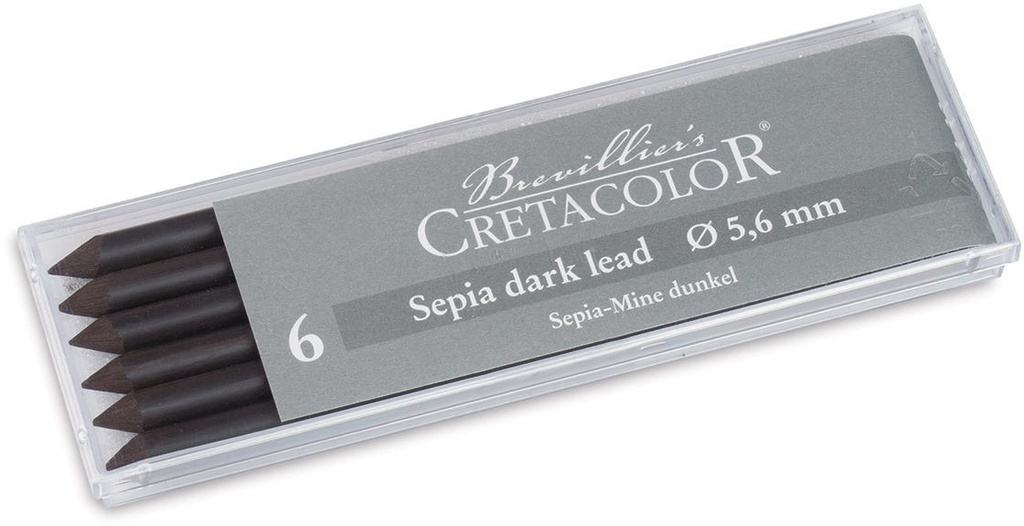 Brevillier's
CRETACOLOR®
Sepia dark lead Ø 5,6 mm
6
Sepia-Mine dunkel